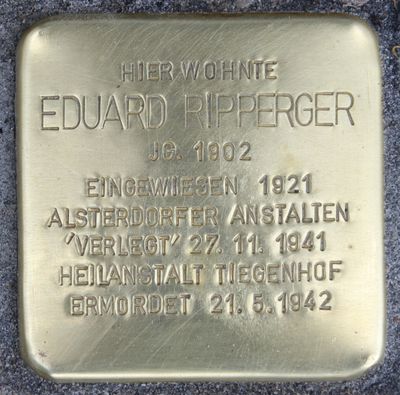 HIER WOHNTE
EDUARD RIPPERGER
JG. 1902
EINGEWIESEN 1921
ALSTERDORFER ANSTALTEN
'VERLEGT' 27.11.1941
HEILANSTALT TIEGENHOF
ERMORDET 21.5.1942